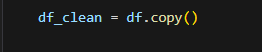 df_clean = df.copy()